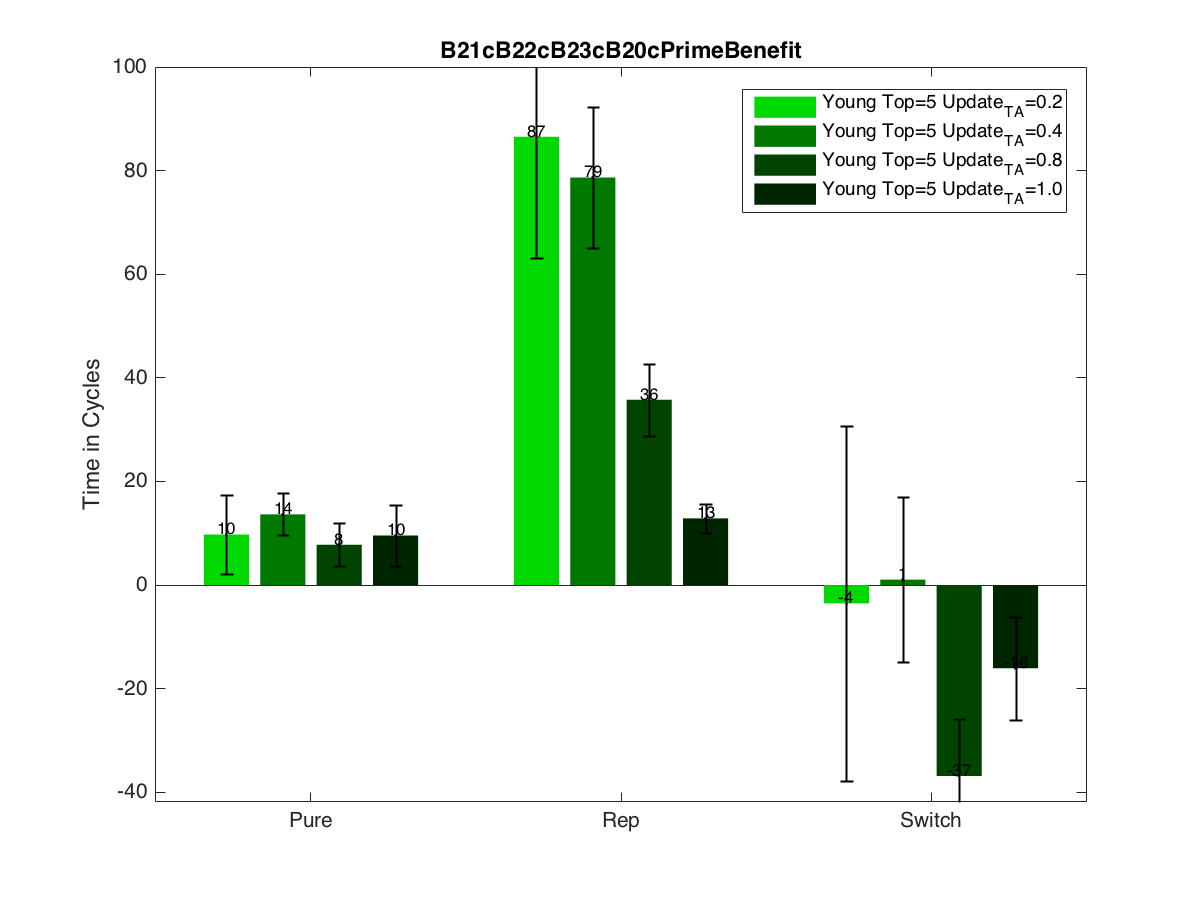 B21cB22cB23cB20cPrimeBenefit
Young Top=5 Update_TA=0.2
Young Top=5 Update_TA=0.4
Young Top=5 Update_TA=0.8
Young Top=5 Update_TA=1.0
Time in Cycles
100
80
60
40
20
0
-20
-40
10
14
8
10
87
79
36
13
-4
1
-37
-16
Pure
Rep
Switch